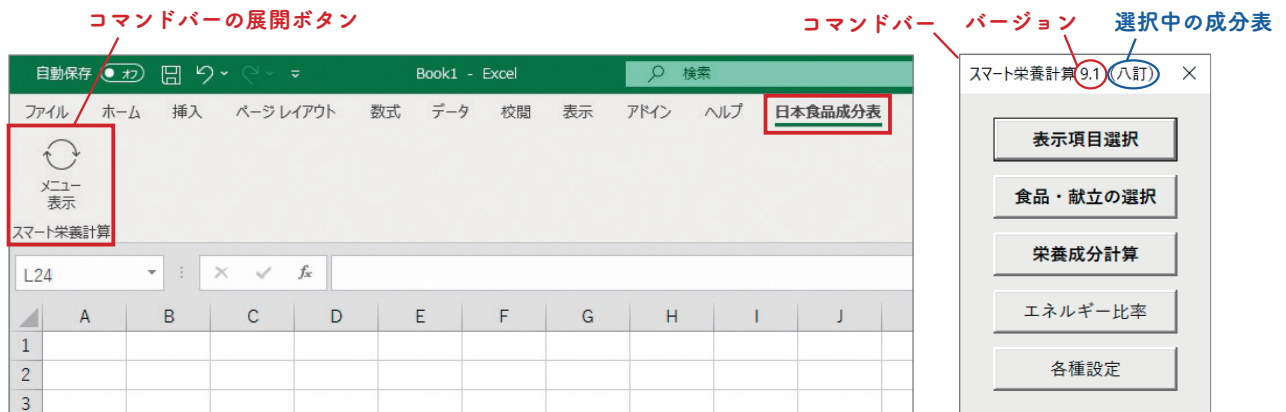 コマンドバーの展開ボタン
コマンドバー
バージョン
選択中の成分表
自動保存 オフ
Book1 - Excel
検索
ファイル ホーム 挿入 ページ レイアウト 数式 データ 校閲 表示 アドイン ヘルプ 日本食品成分表
メニュー
表示
スマート栄養計算
L24
fx
A B C D E F G H I J
1
2
3
スマート栄養計算 9.1 (八訂)
表示項目選択
食品・献立の選択
栄養成分計算
エネルギー比率
各種設定